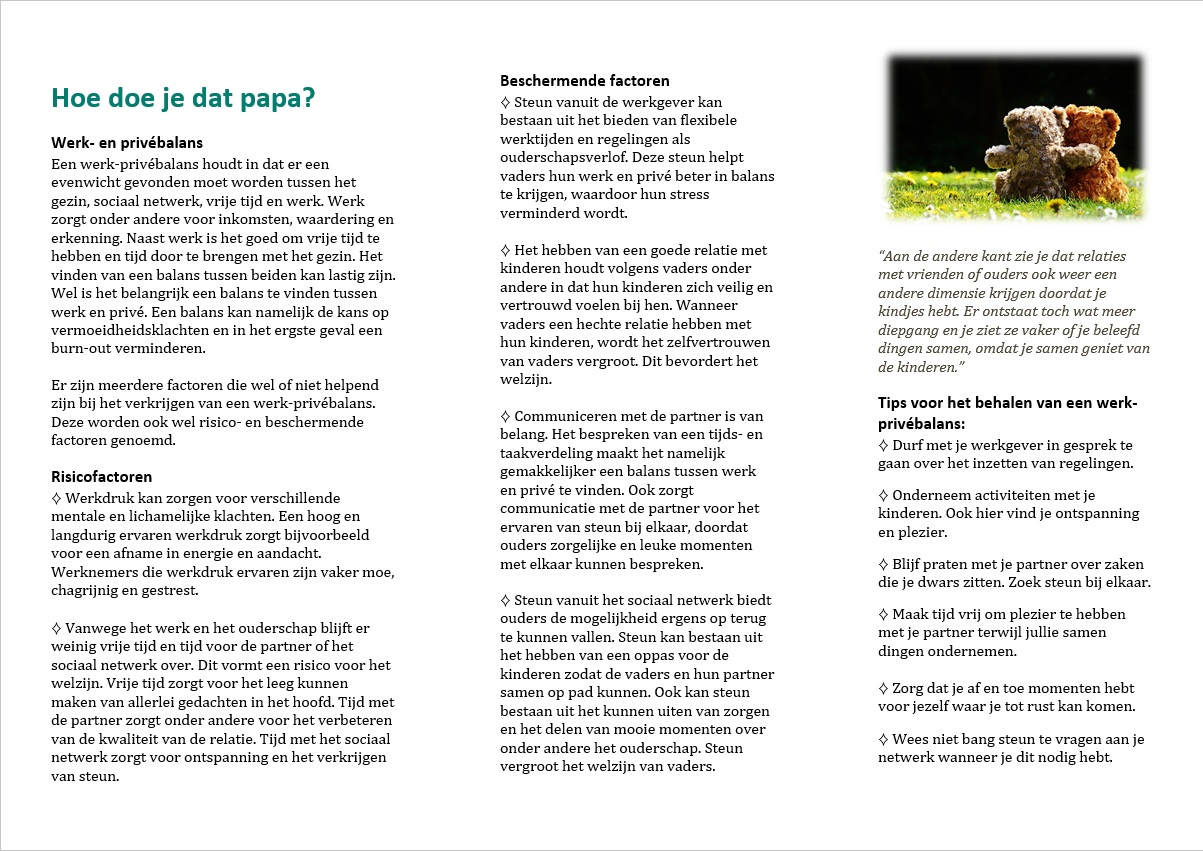 Hoe doe je dat papa?
Werk- en privébalans
Een werk-privébalans houdt in dat er een
evenwicht gevonden moet worden tussen het
gezin, sociaal netwerk, vrije tijd en werk. Werk
zorgt onder andere voor inkomsten, waardering en
erkenning. Naast werk is het goed om vrije tijd te
hebben en tijd door te brengen met het gezin. Het
vinden van een balans tussen beiden kan lastig zijn.
Wel is het belangrijk een balans te vinden tussen
werk en privé. Een balans kan namelijk de kans op
vermoeidheidsklachten en in het ergste geval een
burn-out verminderen.
Er zijn meerdere factoren die wel of niet helpend
zijn bij het verkrijgen van een werk-privébalans.
Deze worden ook wel risico- en beschermende
factoren genoemd.
Risicofactoren
◊ Werkdruk kan zorgen voor verschillende
mentale en lichamelijke klachten. Een hoog en
langdurig ervaren werkdruk zorgt bijvoorbeeld
voor een afname in energie en aandacht.
Werknemers die werkdruk ervaren zijn vaker moe,
chagrijnig en gestrest.
◊ Vanwege het werk en het ouderschap blijft er
weinig vrije tijd en tijd voor de partner of het
sociaal netwerk over. Dit vormt een risico voor het
welzijn. Vrije tijd zorgt voor het leeg kunnen
maken van allerlei gedachten in het hoofd. Tijd met
de partner zorgt onder andere voor het verbeteren
van de kwaliteit van de relatie. Tijd met het sociaal
netwerk zorgt voor ontspanning en het verkrijgen
van steun.
Beschermende factoren
◊ Steun vanuit de werkgever kan
bestaan uit het bieden van flexibele
werktijden en regelingen als
ouderschapsverlof. Deze steun helpt
vaders hun werk en privé beter in balans
te krijgen, waardoor hun stress
verminderd wordt.
◊ Het hebben van een goede relatie met
kinderen houdt volgens vaders onder
andere in dat hun kinderen zich veilig en
vertrouwd voelen bij hen. Wanneer
vaders een hechte relatie hebben met
hun kinderen, wordt het zelfvertrouwen
van vaders vergroot. Dit bevordert het
welzijn.
◊ Communiceren met de partner is van
belang. Het bespreken van een tijds- en
taakverdeling maakt het namelijk
gemakkelijker een balans tussen werk
en privé te vinden. Ook zorgt
communicatie met de partner voor het
ervaren van steun bij elkaar, doordat
ouders zorgelijke en leuke momenten
met elkaar kunnen bespreken.
◊ Steun vanuit het sociaal netwerk biedt
ouders de mogelijkheid ergens op terug
te kunnen vallen. Steun kan bestaan uit
het hebben van een oppas voor de
kinderen zodat de vaders en hun partner
samen op pad kunnen. Ook kan steun
bestaan uit het kunnen uiten van zorgen
en het delen van mooie momenten over
onder andere het ouderschap. Steun
vergroot het welzijn van vaders.
“Aan de andere kant zie je dat relaties
met vrienden of ouders ook weer een
andere dimensie krijgen doordat je
kindjes hebt. Er ontstaat toch wat meer
diepgang en je ziet ze vaker of je beleefd
dingen samen, omdat je samen geniet van
de kinderen.”
Tips voor het behalen van een werk-
privébalans:
◊ Durf met je werkgever in gesprek te
gaan over het inzetten van regelingen.
◊ Onderneem activiteiten met je
kinderen. Ook hier vind je ontspanning
en plezier.
◊ Blijf praten met je partner over zaken
die je dwars zitten. Zoek steun bij elkaar.
◊ Maak tijd vrij om plezier te hebben
met je partner terwijl jullie samen
dingen ondernemen.
◊ Zorg dat je af en toe momenten hebt
voor jezelf waar je tot rust kan komen.
◊ Wees niet bang steun te vragen aan je
netwerk wanneer je dit nodig hebt.